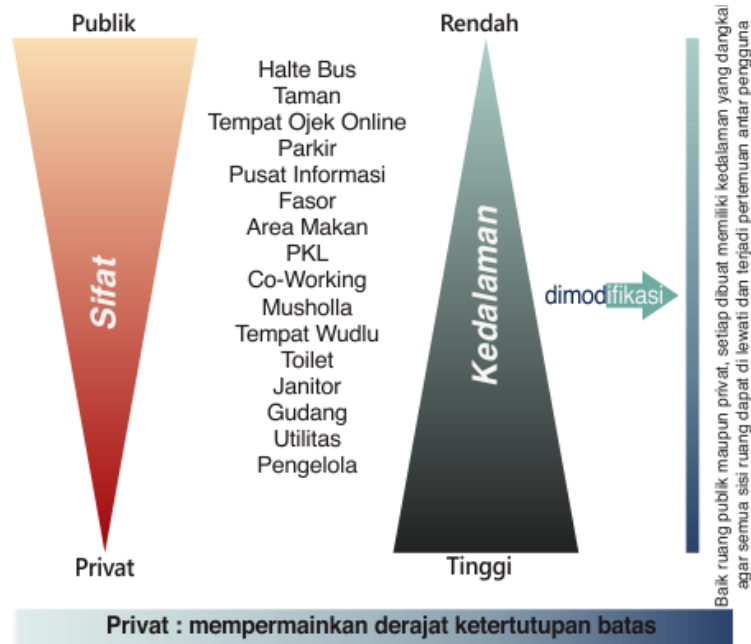 Publik
Rendah
Halte Bus
Taman
Tempat Ojek Online
Parkir
Pusat Informasi
Fasor
Area Makan
PKL
Co-Working
Musholla
Tempat Wudlu
Toilet
Janitor
Gudang
Utilitas
Pengelola
Sifat
Kedalaman
dimodifikasi
Privat
Tinggi
Baik ruang publik maupun privat, setiap dibuat memiliki kedalaman yang dangkal
agar semua sisi ruang dapat di lewati dan terjadi pertemuan antar pengguna
Privat : mempermainkan derajat ketertutupan batas